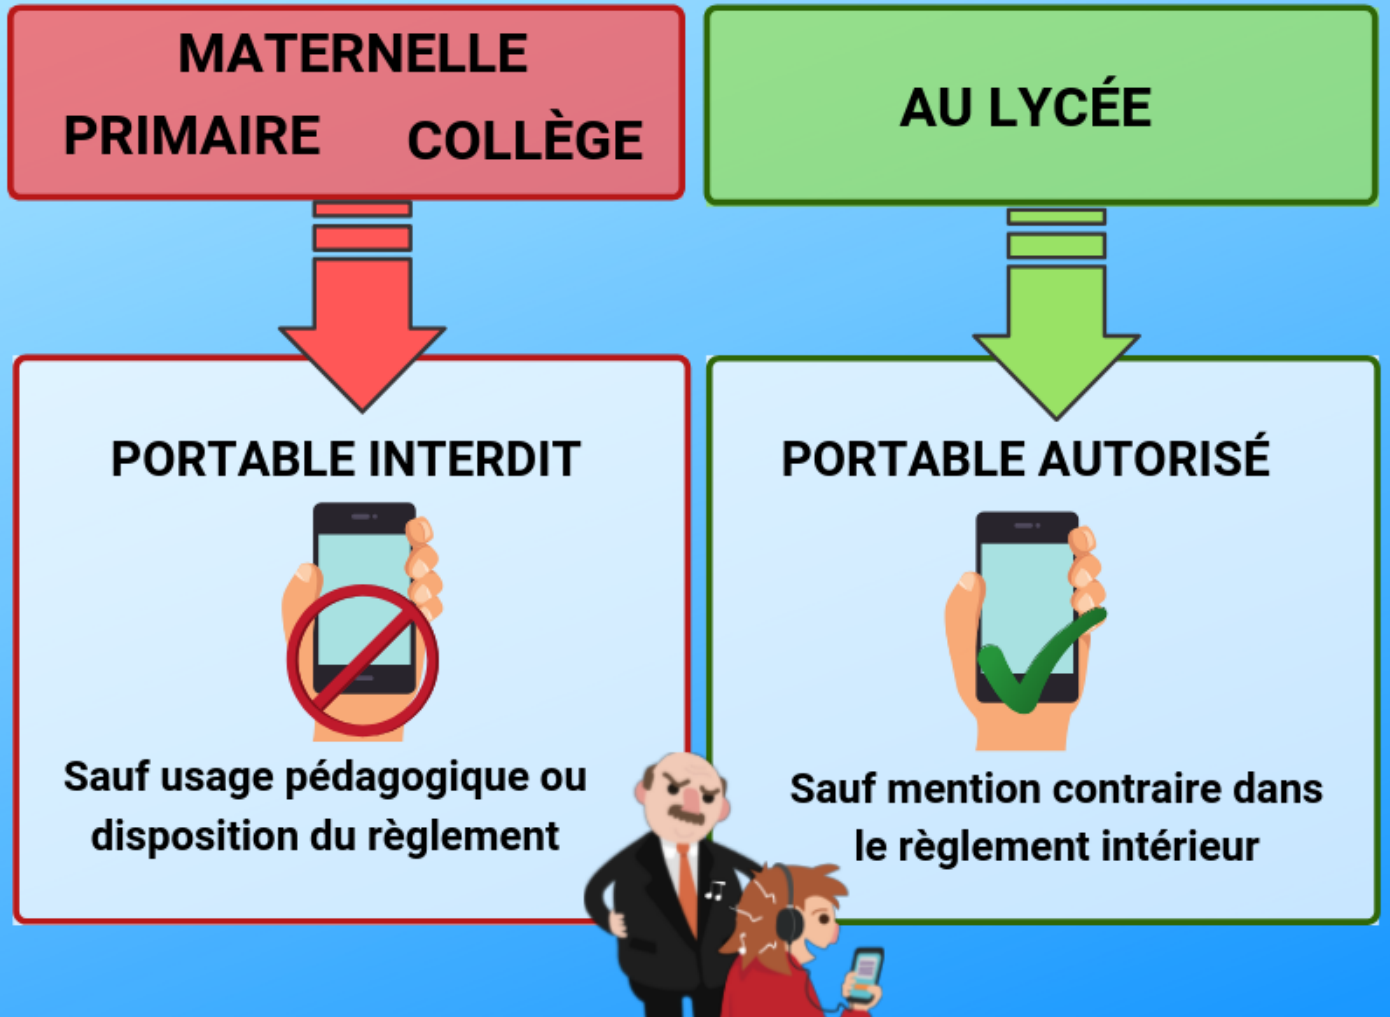 MATERNELLE
PRIMAIRE COLLÈGE
PORTABLE INTERDIT
Sauf usage pédagogique ou
disposition du règlement
AU LYCÉE
PORTABLE AUTORISÉ
Sauf mention contraire dans
le règlement intérieur